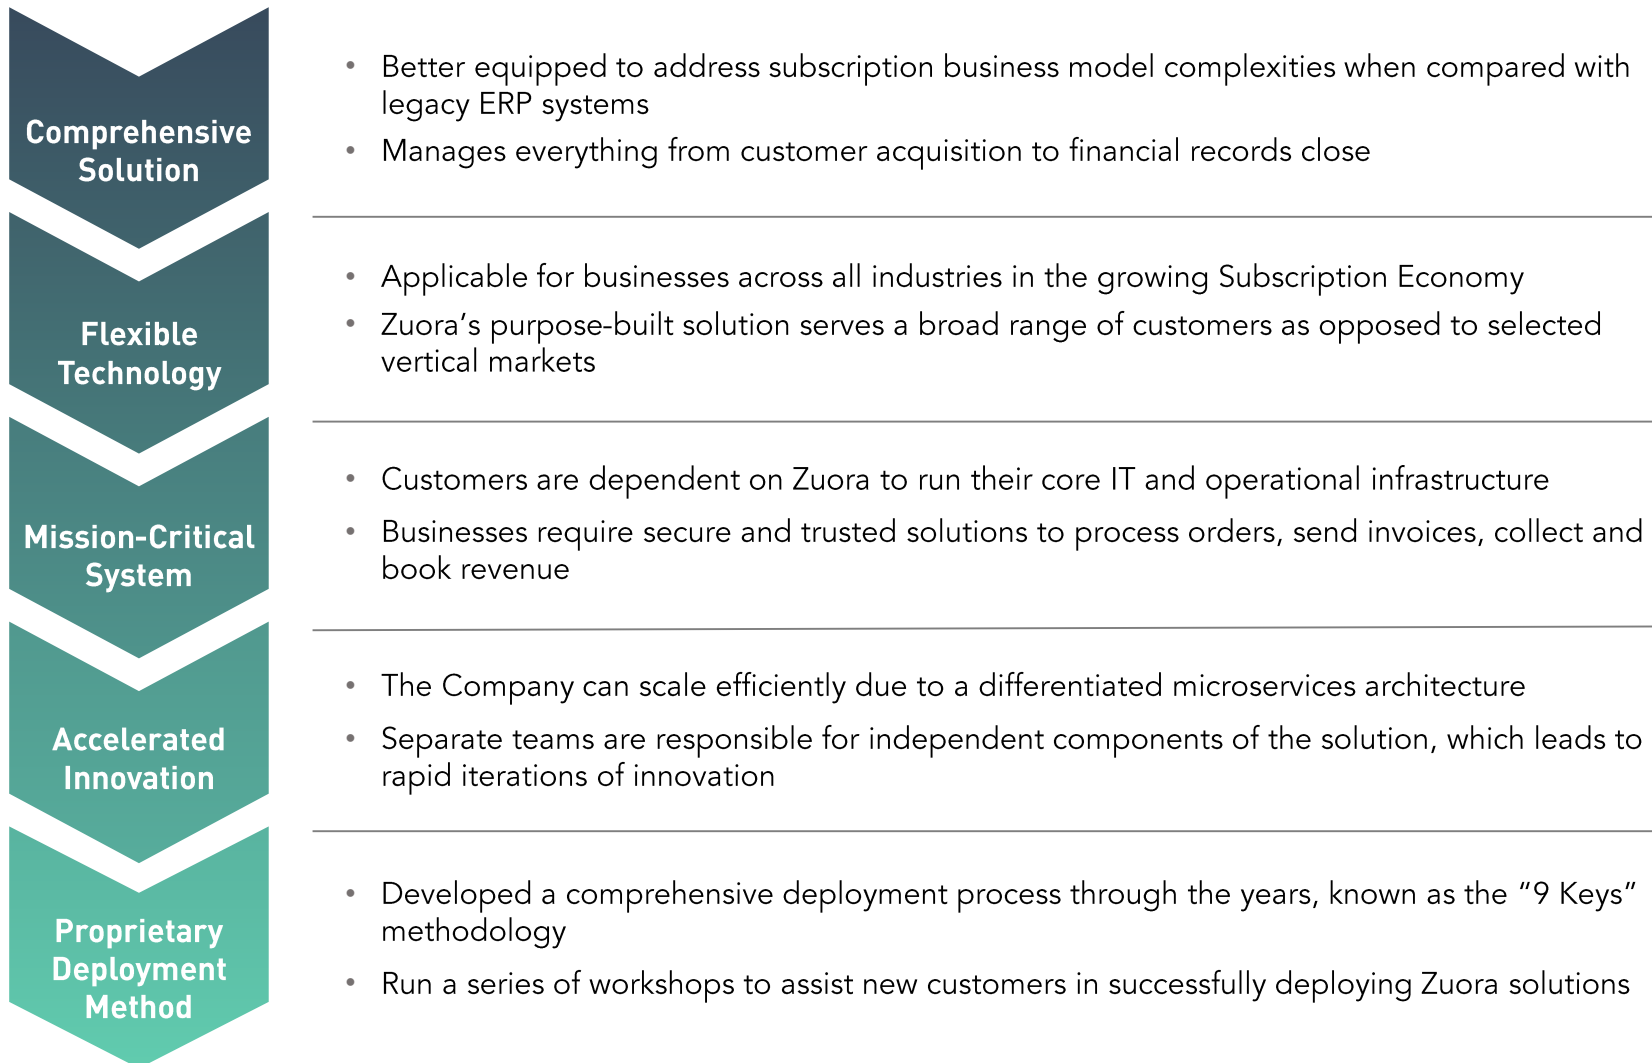 Comprehensive
Solution
• Better equipped to address subscription business model complexities when compared with
legacy ERP systems
• Manages everything from customer acquisition to financial records close
Flexible
Technology
• Applicable for businesses across all industries in the growing Subscription Economy
• Zuora’s purpose-built solution serves a broad range of customers as opposed to selected
vertical markets
Mission-Critical
System
• Customers are dependent on Zuora to run their core IT and operational infrastructure
• Businesses require secure and trusted solutions to process orders, send invoices, collect and
book revenue
Accelerated
Innovation
• The Company can scale efficiently due to a differentiated microservices architecture
• Separate teams are responsible for independent components of the solution, which leads to
rapid iterations of innovation
Proprietary
Deployment
Method
• Developed a comprehensive deployment process through the years, known as the “9 Keys”
methodology
• Run a series of workshops to assist new customers in successfully deploying Zuora solutions